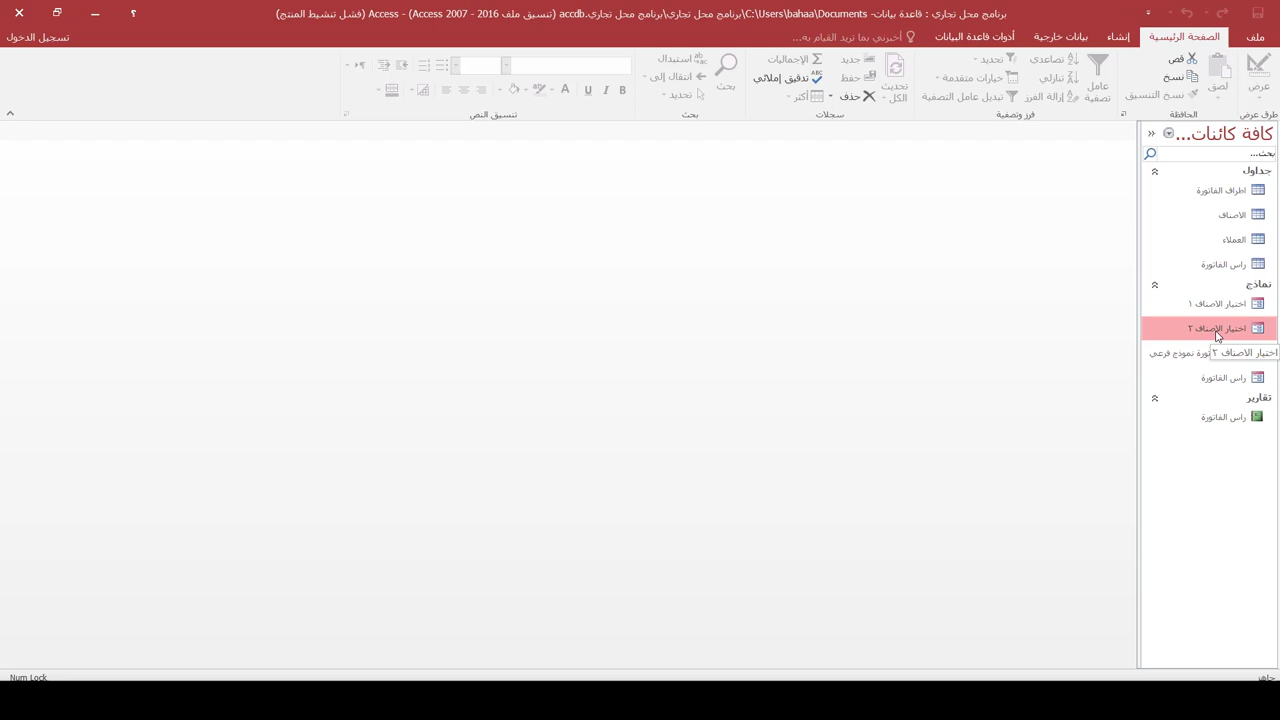 برنامج محل تجاري : قاعدة بيانات- C:\Users\bahaa\Documents\برنامج محل تجاري\برنامج محل تجاري.accdb (تنسيق ملف Access 2007 - 2016) - Access (فشل تنشيط المنتج)
ملف الصفحة الرئيسية إنشاء بيانات خارجية أدوات قاعدة البيانات أخبرني بما تريد القيام به... تسجيل الدخول
عرض
طرق عرض
لصق
قص
نسخ
نسخ التنسيق
الحافظة
عامل تصفية
تصاعدي
تنازلي
إزالة الفرز
تحديد
خيارات متقدمة
تبديل عامل التصفية
فرز وتصفية
تحديث الكل
جديد
حفظ
حذف
الإجماليات
تدقيق إملائي
أكثر
سجلات
بحث
استبدال
انتقال إلى
تحديد
بحث
B I U A
تنسيق النص
كافة كائنات...
بحث...
جداول
اطراف الفاتورة
الاصناف
العملاء
راس الفاتورة
نماذج
اختيار الاصناف ١
اختيار الاصناف ٢
اختيار الاصناف ٢
تورة نموذج فرعي
راس الفاتورة
تقارير
راس الفاتورة
جاهز
Num Lock